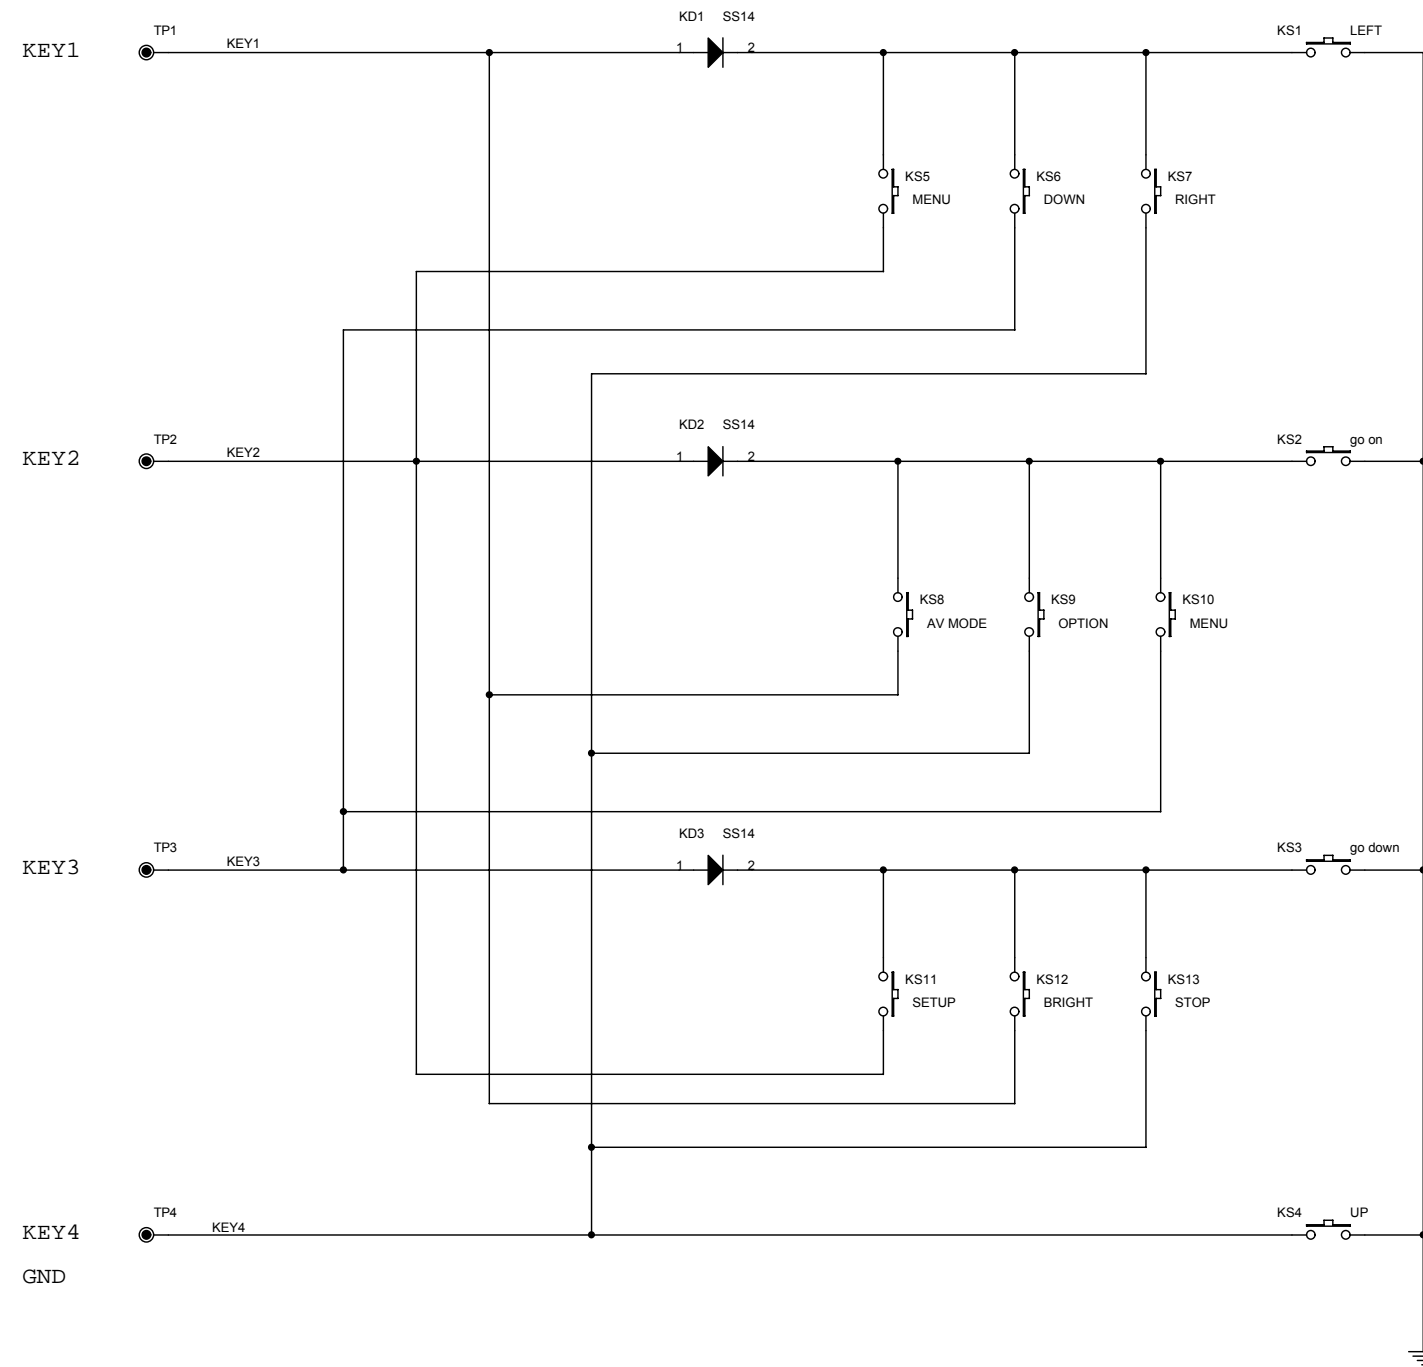 KD1 SS14
TP1 KS1 LEFT
KEY1 KEY1 1 2
KS5 KS6 KS7
MENU DOWN RIGHT
KD2 SS14
TP2 KS2 go on
KEY2 KEY2 1 2
KS8 KS9 KS10
AV MODE OPTION MENU
KD3 SS14
TP3 KS3 go down
KEY3 KEY3 1 2
KS11 KS12 KS13
SETUP BRIGHT STOP
TP4 KS4 UP
KEY4 KEY4
GND